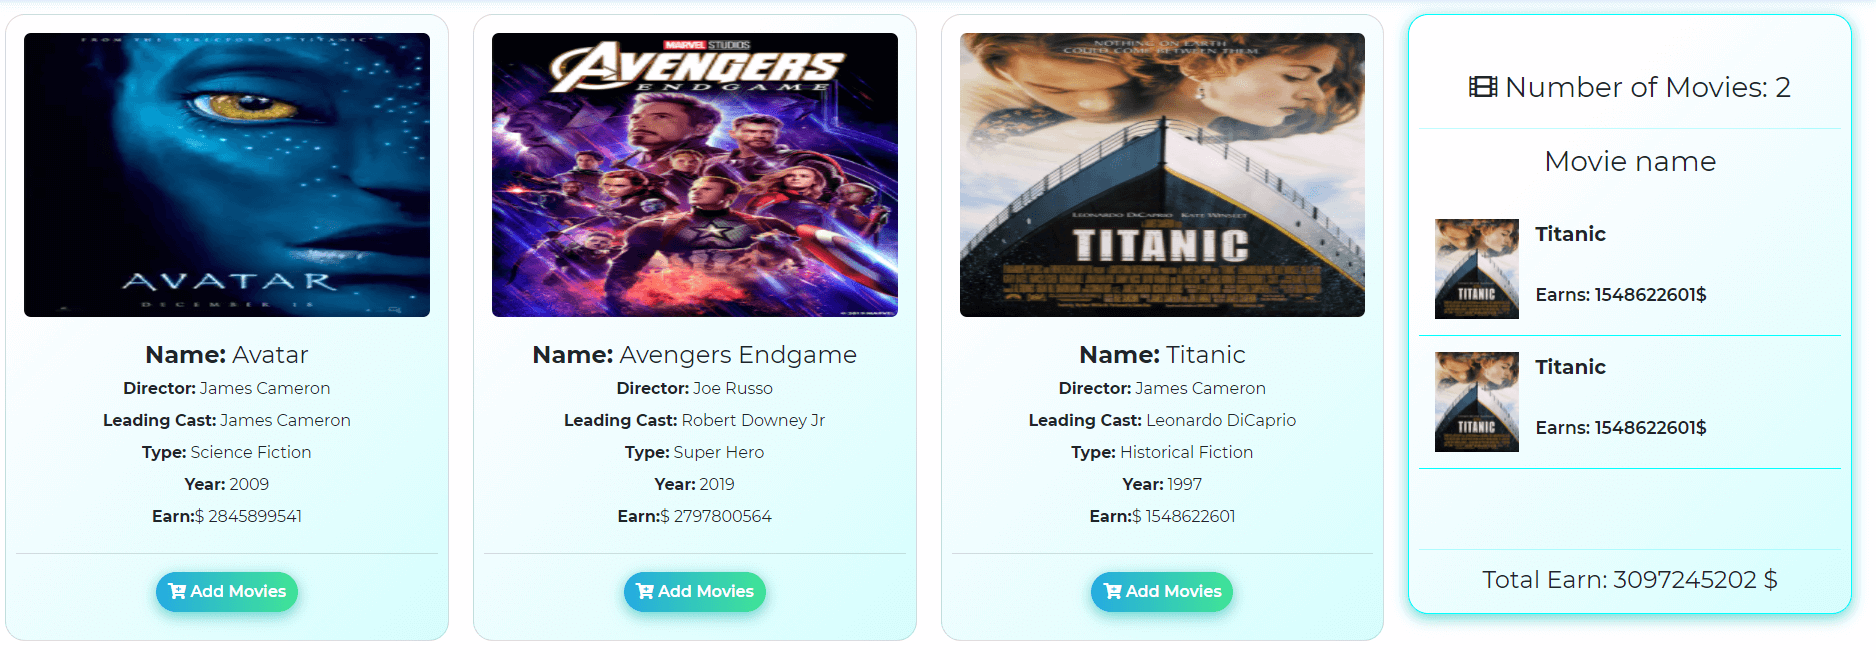 FROM THE DIRECTOR OF "TITANIC"
AVATAR
DECEMBER 18
Name: Avatar
Director: James Cameron
Leading Cast: James Cameron
Type: Science Fiction
Year: 2009
Earn:$ 2845899541
Add Movies
MARVEL STUDIOS
AVENGERS
ENDGAME
Name: Avengers Endgame
Director: Joe Russo
Leading Cast: Robert Downey Jr
Type: Super Hero
Year: 2019
Earn:$ 2797800564
Add Movies
NOTHING ON EARTH
COULD COME BETWEEN THEM
LEONARDO DiCAPRIO KATE WINSLET
TITANIC
Name: Titanic
Director: James Cameron
Leading Cast: Leonardo DiCaprio
Type: Historical Fiction
Year: 1997
Earn:$ 1548622601
Add Movies
Number of Movies: 2
Movie name
TITANIC
Titanic
Earns: 1548622601$
TITANIC
Titanic
Earns: 1548622601$
Total Earn: 3097245202 $